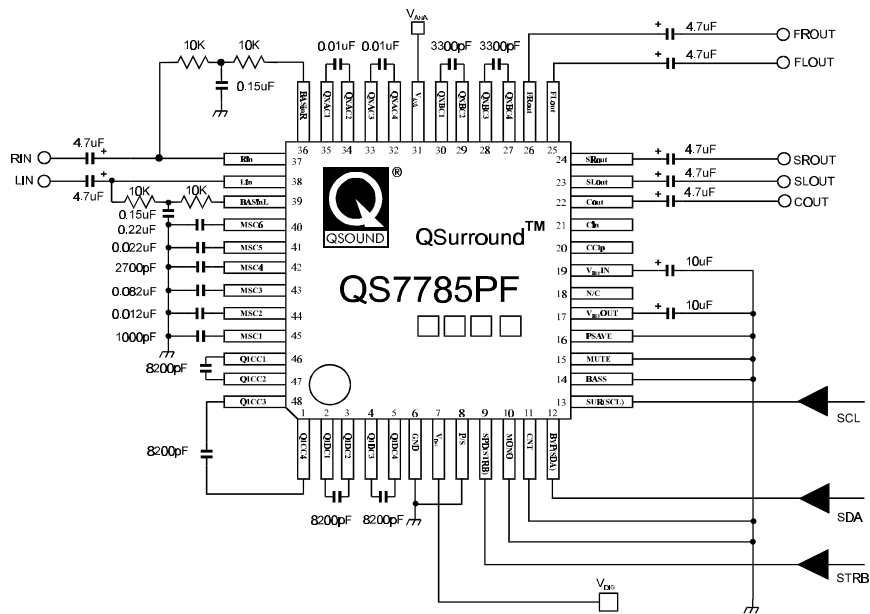 VANA
10K 10K 0.01uF 0.01uF 3300pF 3300pF + 4.7uF FROUT
+ 4.7uF FLOUT
0.15uF
BASinR QXAC1 QXAC2 QXAC3 QXAC4 VANA QXBC1 QXBC2 QXBC3 QXBC4 FRout FLout
36 35 34 33 32 31 30 29 28 27 26 25
RIN 4.7uF + RIn 37
LIN 4.7uF + LIn 38
10K 10K BASinL 39
0.15uF
0.22uF MSC6 40
0.022uF MSC5 41
2700pF MSC4 42
0.082uF MSC3 43
0.012uF MSC2 44
1000pF MSC1 45
8200pF Q1CC1 46
Q1CC2 47
8200pF Q1CC3 48
Q ®
QSOUND
QSurround™
QS7785PF
24 SRout + 4.7uF SROUT
23 SLout + 4.7uF SLOUT
22 Cout + 4.7uF COUT
21 CIn
20 CClp
19 VREFIN + 10uF
18 N/C
17 VREFOUT + 10uF
16 PSAVE
15 MUTE
14 BASS
13 SUR(SCL) SCL
1 2 3 4 5 6 7 8 9 10 11 12
Q1CC4 Q1DC1 Q1DC2 Q1DC3 Q1DC4 GND P/S SPD(STRB) MONO BYP(SDA)
8200pF 8200pF
SDA
STRB
VDIG